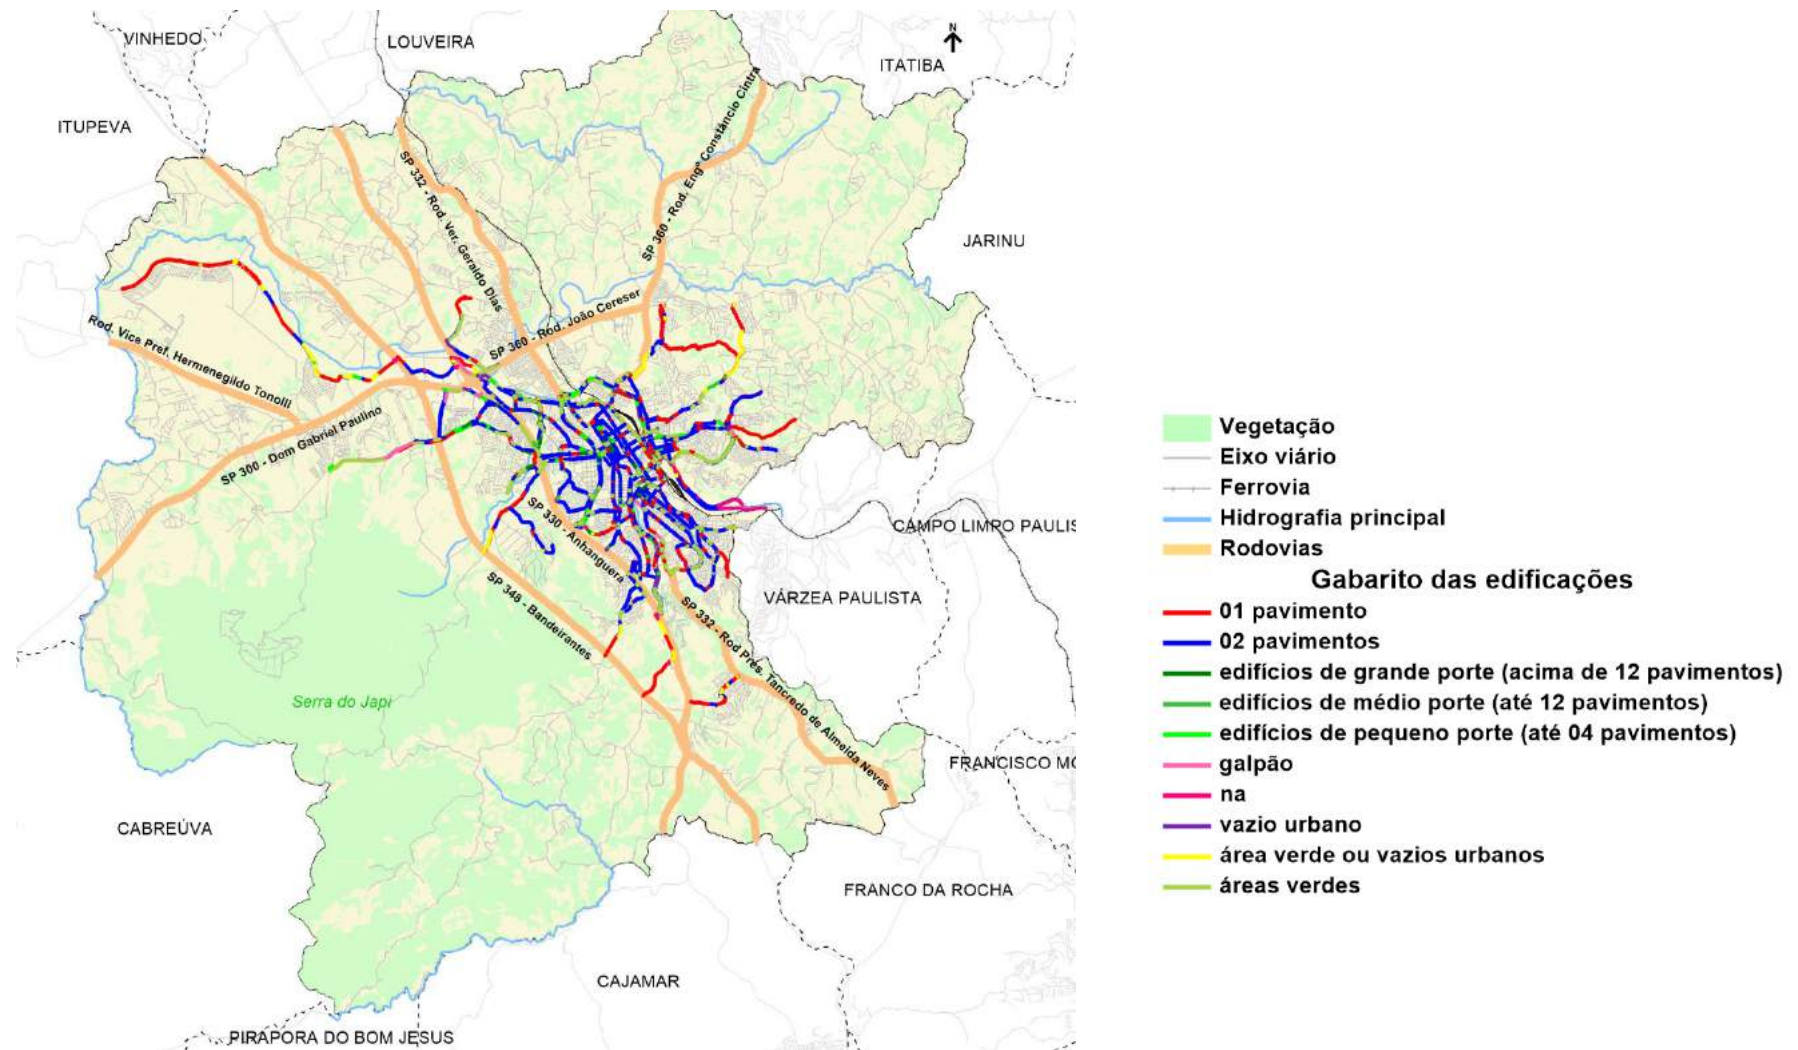 VINHEDO
LOUVEIRA
N
ITATIBA
ITUPEVA
JARINU
SP 332 - Rod. Ver. Geraldo Dias
SP 360 - Rod. Engº Constâncio Cintra
SP 360 - Rod. João Cereser
Rod. Vice Pref. Hermenegildo Tonolli
SP 300 - Dom Gabriel Paulino
SP 330 - Anhanguera
SP 348 - Bandeirantes
SP 332 - Rod Pres. Tancredo de Almeida Neves
CAMPO LIMPO PAULIS
VÁRZEA PAULISTA
Serra do Japi
FRANCISCO MO
CABREÚVA
FRANCO DA ROCHA
CAJAMAR
PIRAPORA DO BOM JESUS
Vegetação
Eixo viário
Ferrovia
Hidrografia principal
Rodovias
Gabarito das edificações
01 pavimento
02 pavimentos
edifícios de grande porte (acima de 12 pavimentos)
edifícios de médio porte (até 12 pavimentos)
edifícios de pequeno porte (até 04 pavimentos)
galpão
na
vazio urbano
área verde ou vazios urbanos
áreas verdes